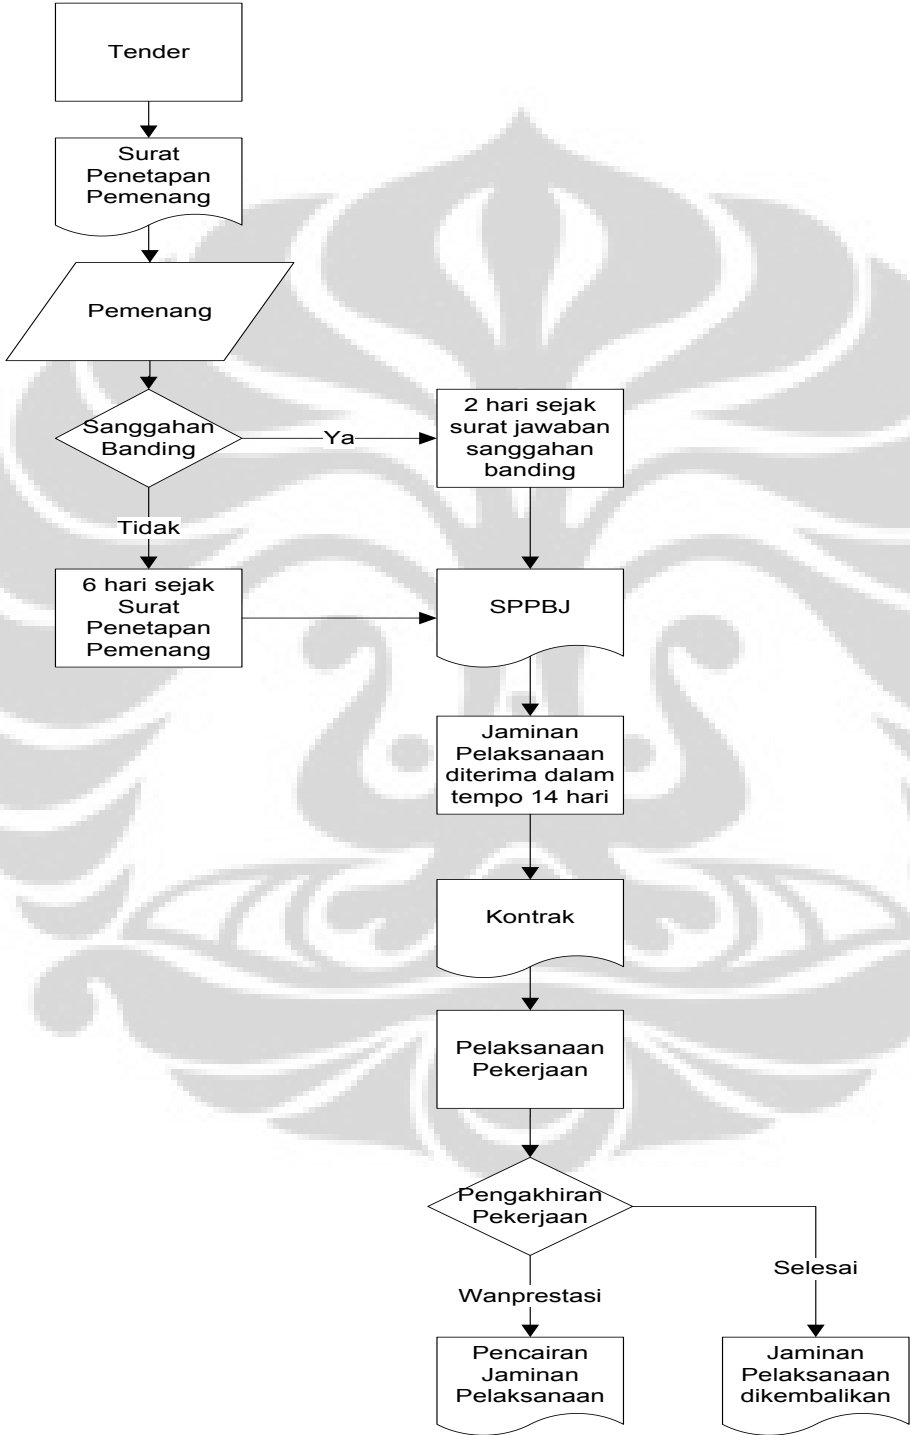 Tender
Surat
Penetapan
Pemenang
Pemenang
Sanggahan
Banding
Ya
2 hari sejak
surat jawaban
sanggahan
banding
Tidak
6 hari sejak
Surat
Penetapan
Pemenang
SPPBJ
Jaminan
Pelaksanaan
diterima dalam
tempo 14 hari
Kontrak
Pelaksanaan
Pekerjaan
Pengakhiran
Pekerjaan
Selesai
Wanprestasi
Pencairan
Jaminan
Pelaksanaan
Jaminan
Pelaksanaan
dikembalikan